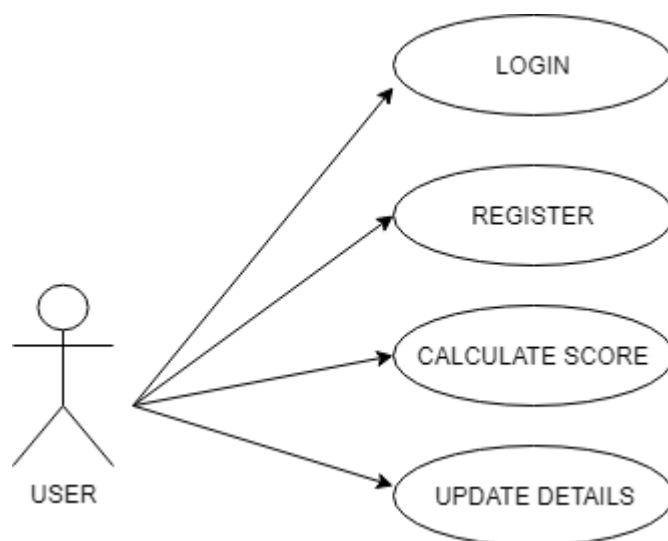 LOGIN
REGISTER
CALCULATE SCORE
UPDATE DETAILS
USER